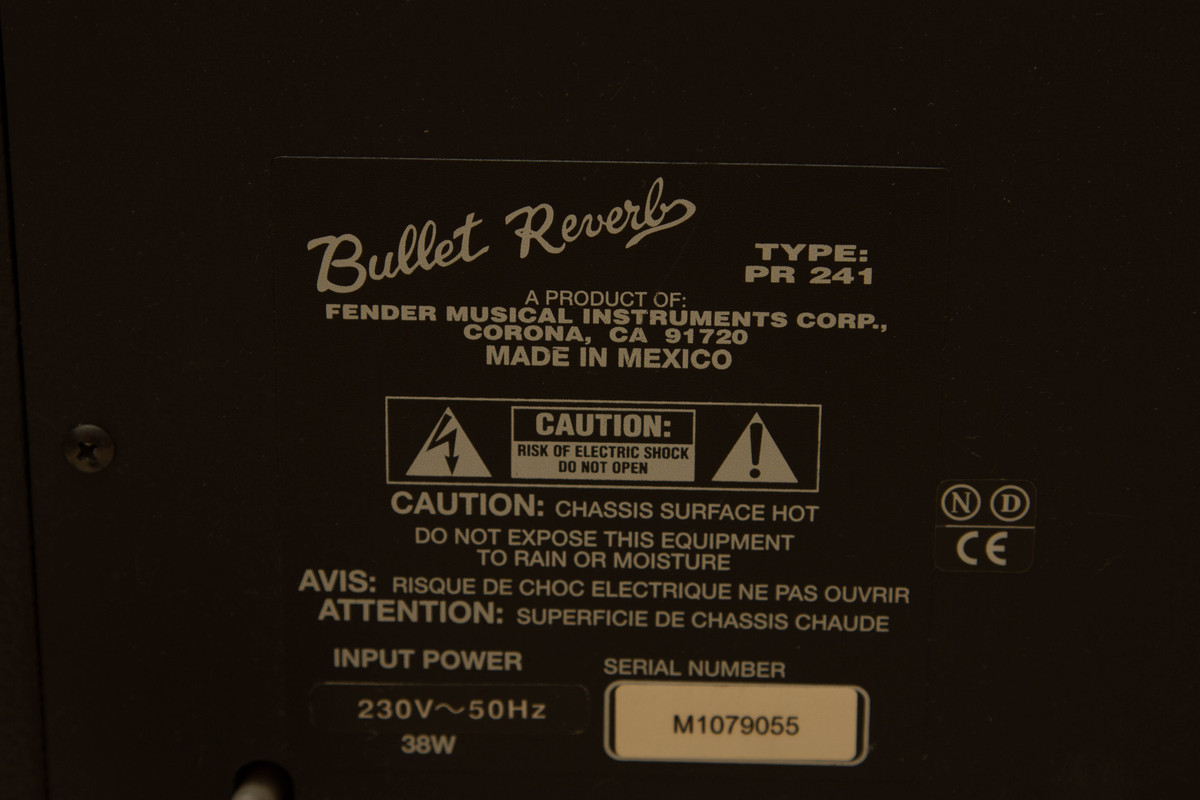 Bullet Reverb
TYPE:
PR 241
A PRODUCT OF:
FENDER MUSICAL INSTRUMENTS CORP.,
CORONA, CA 91720
MADE IN MEXICO
CAUTION:
RISK OF ELECTRIC SHOCK
DO NOT OPEN
CAUTION: CHASSIS SURFACE HOT
DO NOT EXPOSE THIS EQUIPMENT
TO RAIN OR MOISTURE
N D
CE
AVIS: RISQUE DE CHOC ELECTRIQUE NE PAS OUVRIR
ATTENTION: SUPERFICIE DE CHASSIS CHAUDE
INPUT POWER
230V~50Hz
38W
SERIAL NUMBER
M1079055